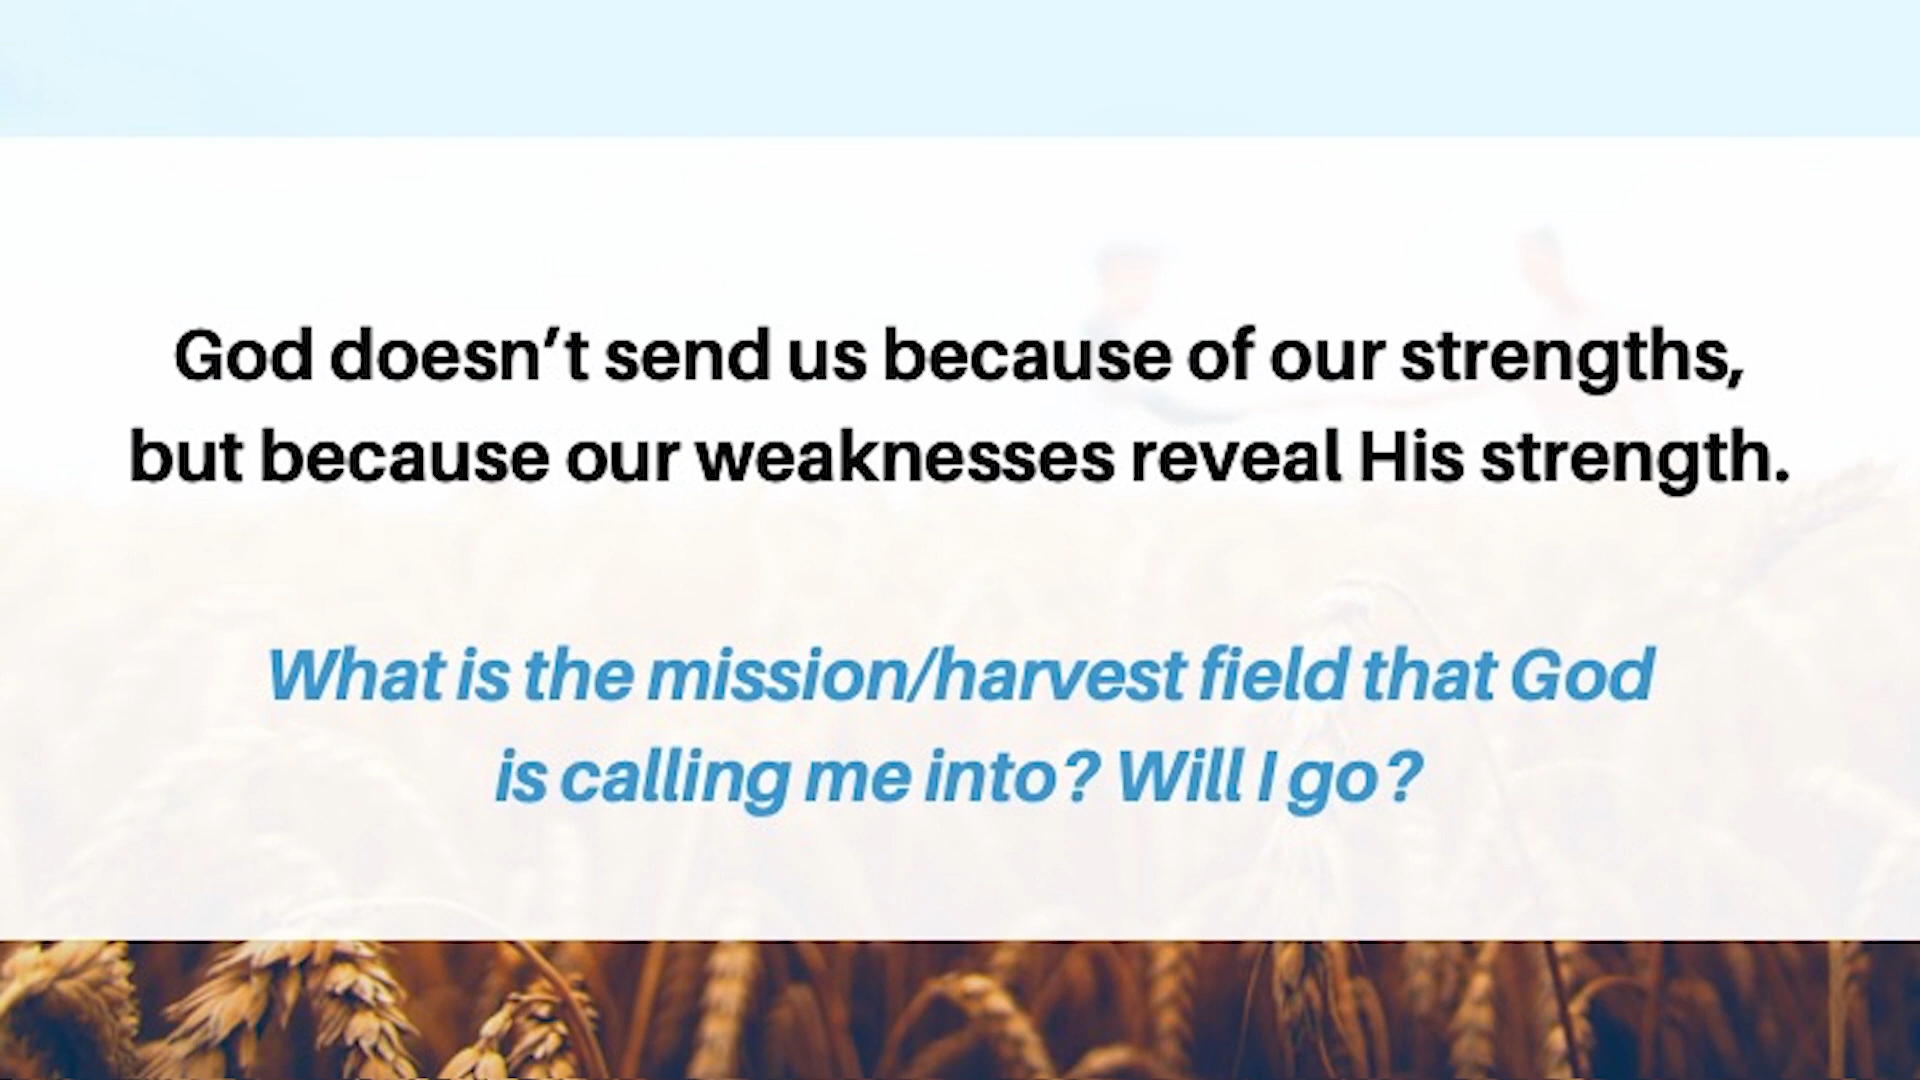 God doesn’t send us because of our strengths,
but because our weaknesses reveal His strength.
What is the mission/harvest field that God
is calling me into? Will I go?